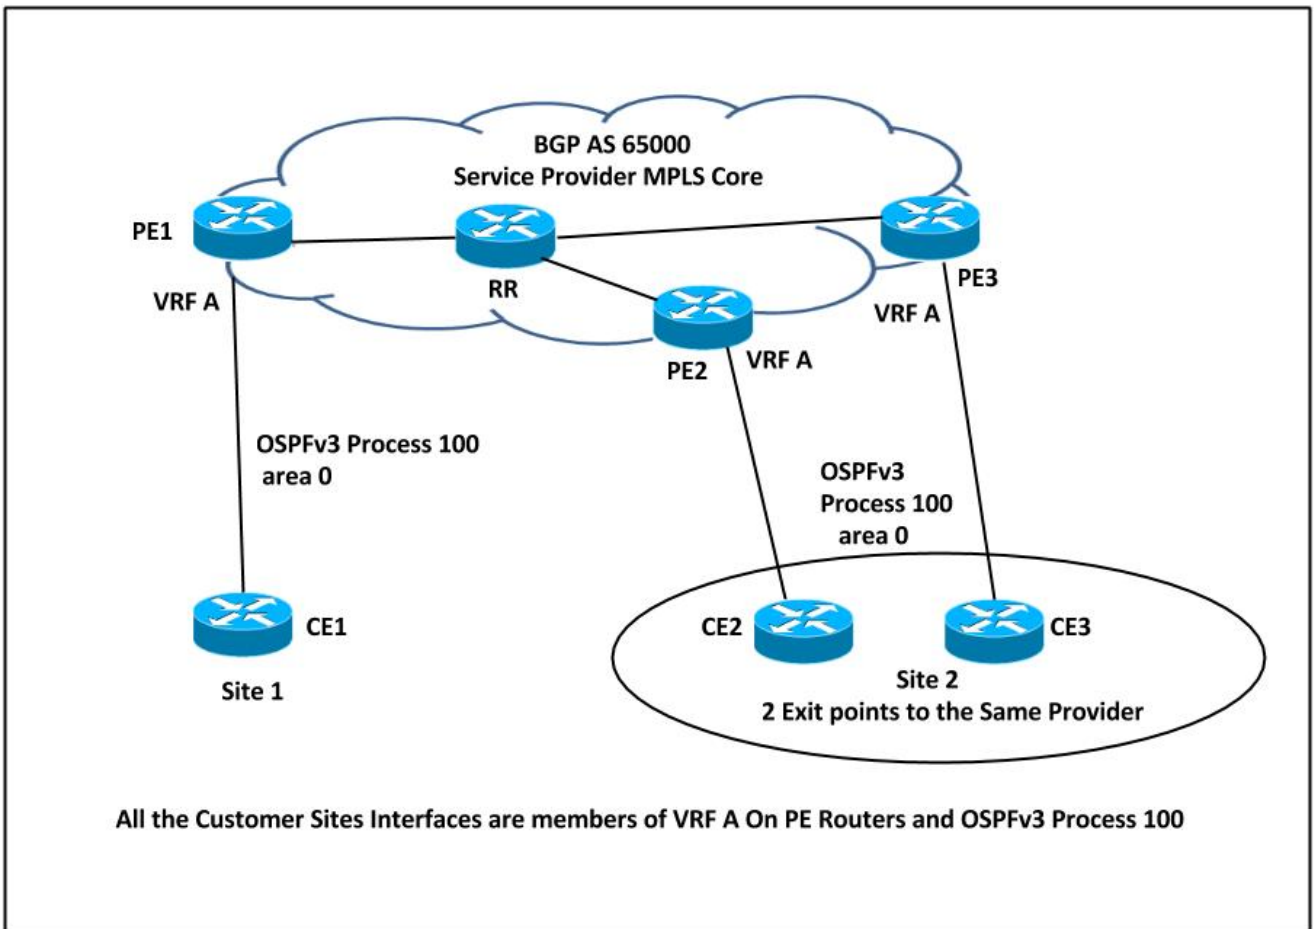 BGP AS 65000
Service Provider MPLS Core
PE1
RR
PE3
VRF A
VRF A
PE2
VRF A
OSPFv3 Process 100
area 0
OSPFv3
Process 100
area 0
CE1
CE2
CE3
Site 1
Site 2
2 Exit points to the Same Provider
All the Customer Sites Interfaces are members of VRF A On PE Routers and OSPFv3 Process 100